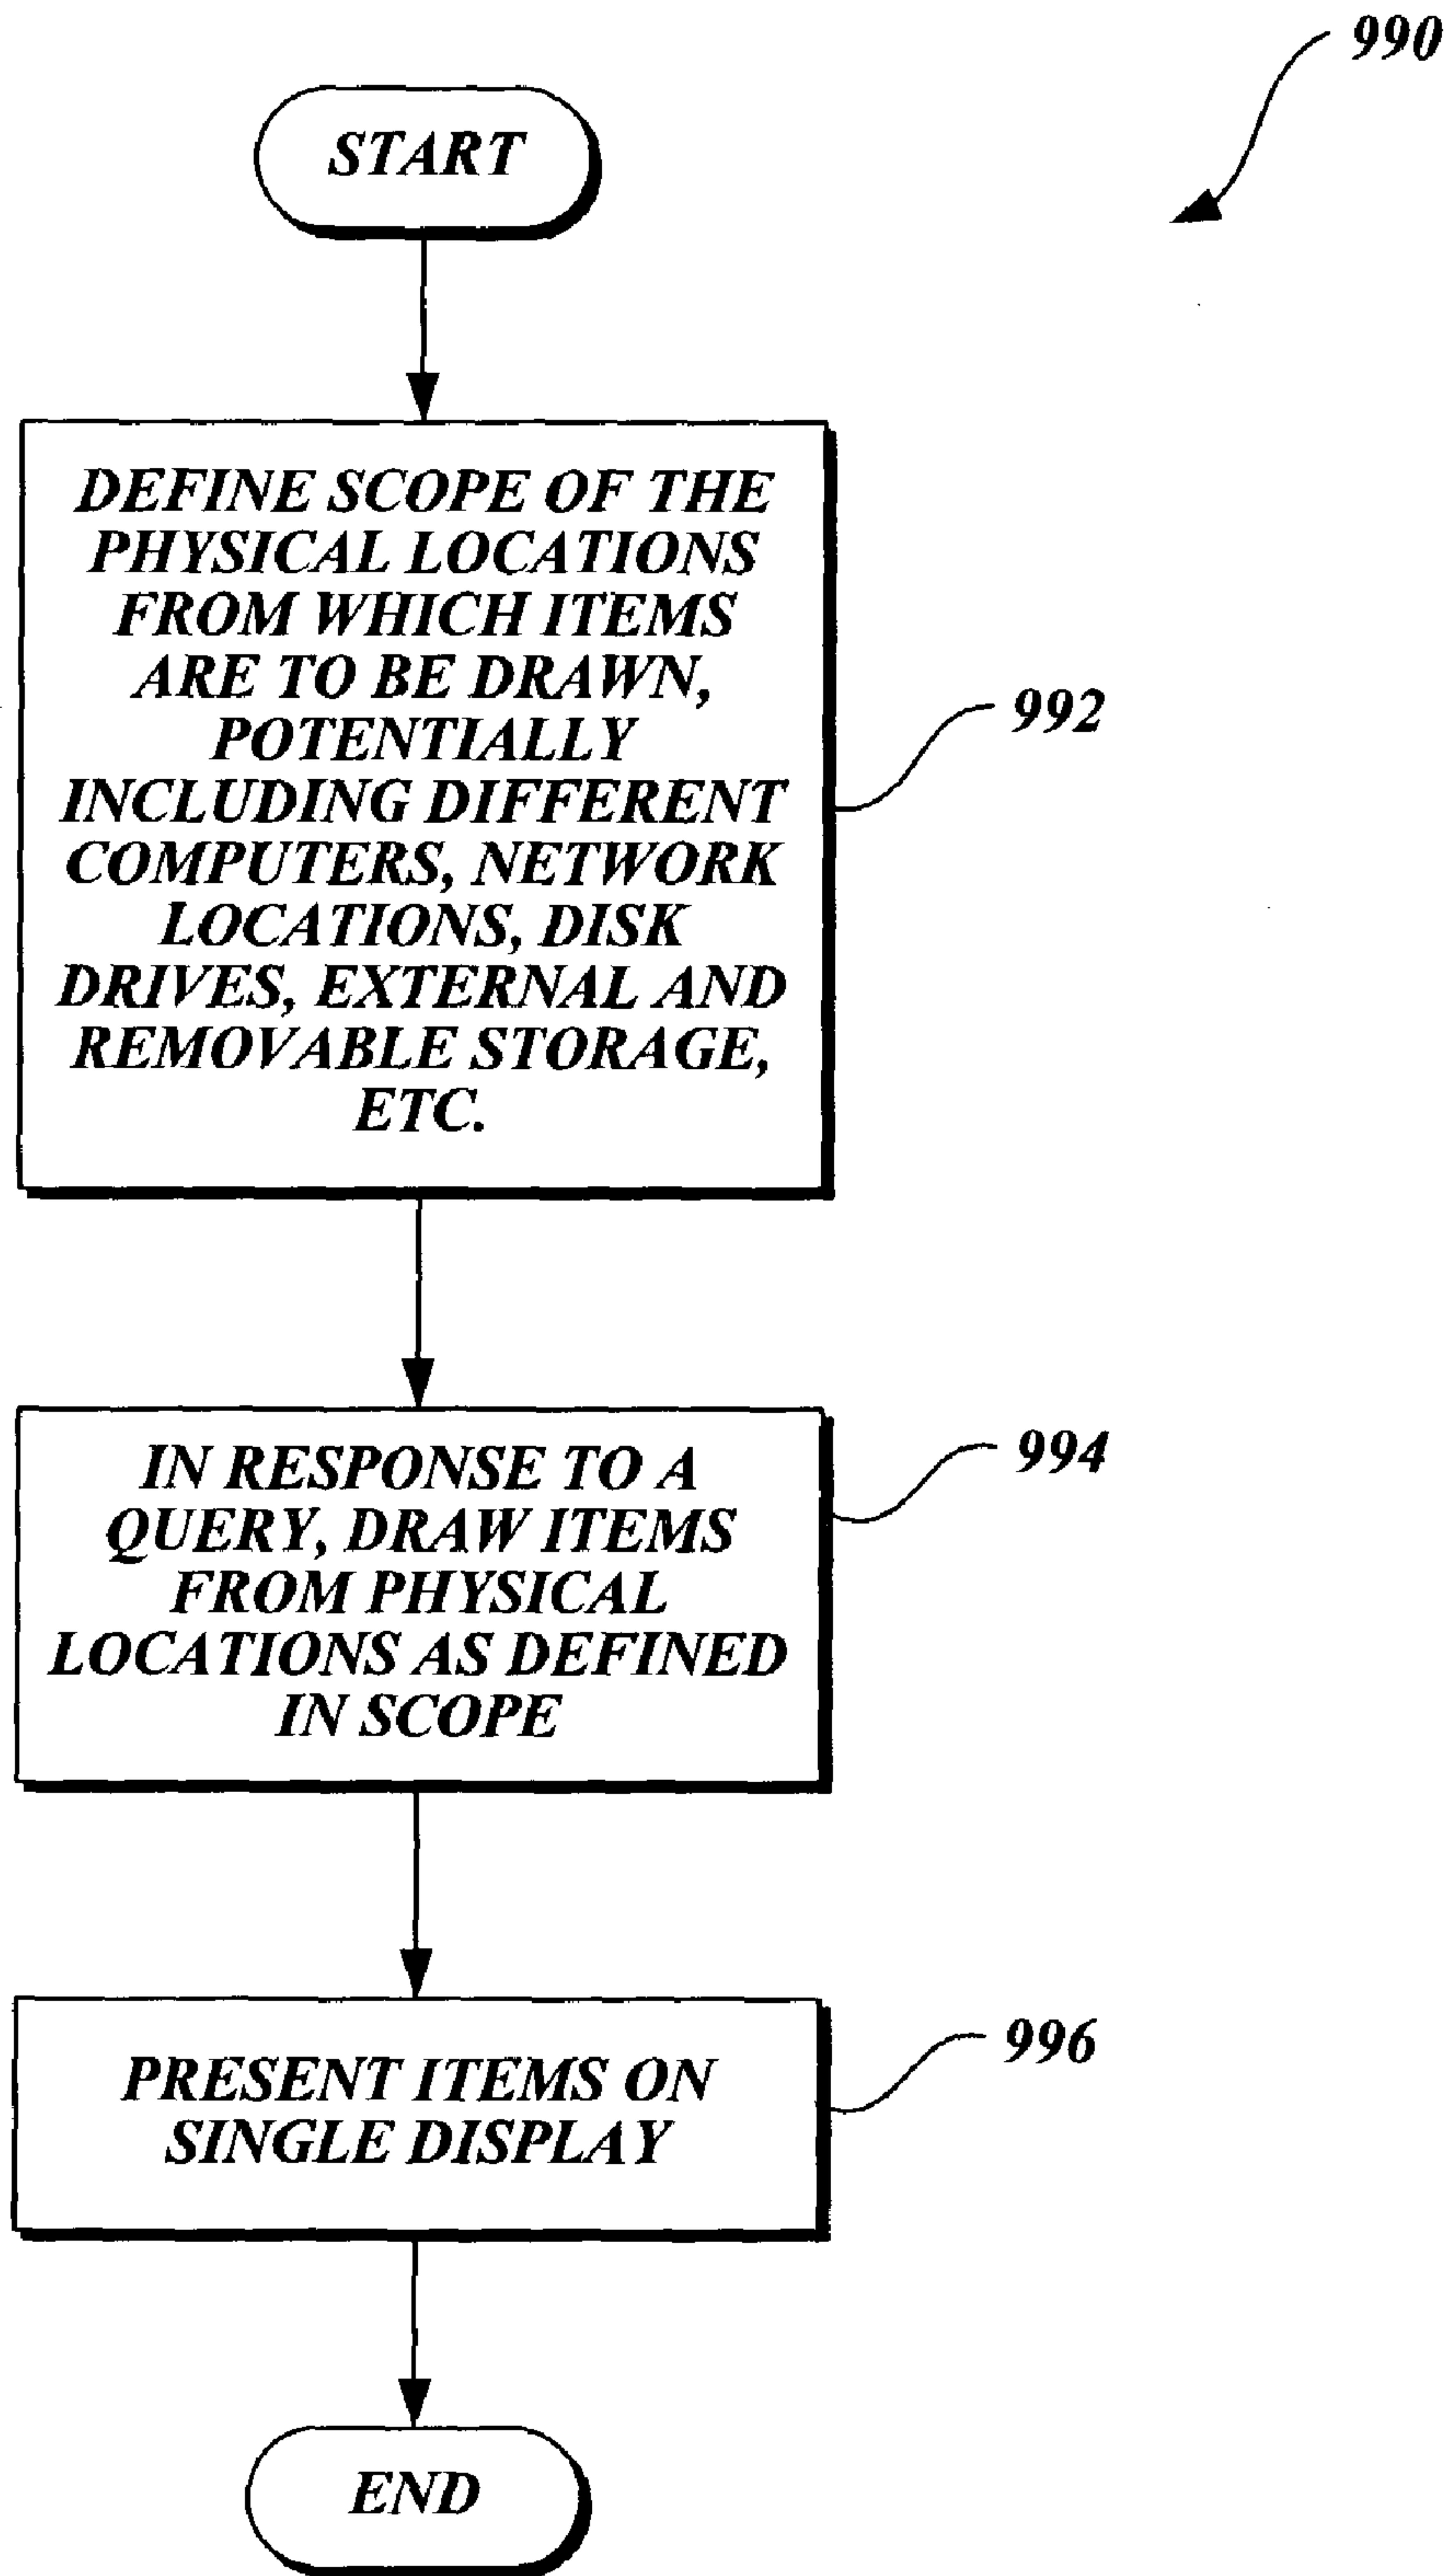 990
START
DEFINE SCOPE OF THE
PHYSICAL LOCATIONS
FROM WHICH ITEMS
ARE TO BE DRAWN,
POTENTIALLY
INCLUDING DIFFERENT
COMPUTERS, NETWORK
LOCATIONS, DISK
DRIVES, EXTERNAL AND
REMOVABLE STORAGE,
ETC.
992
IN RESPONSE TO A
QUERY, DRAW ITEMS
FROM PHYSICAL
LOCATIONS AS DEFINED
IN SCOPE
994
PRESENT ITEMS ON
SINGLE DISPLAY
996
END